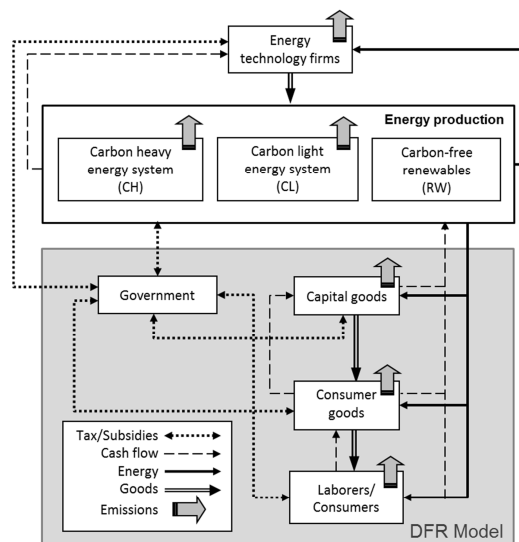 Energy
technology firms
Energy production
Carbon heavy
energy system
(CH)
Carbon light
energy system
(CL)
Carbon-free
renewables
(RW)
Government
Capital goods
Consumer
goods
Laborers/
Consumers
Tax/Subsidies
Cash flow
Energy
Goods
Emissions
DFR Model